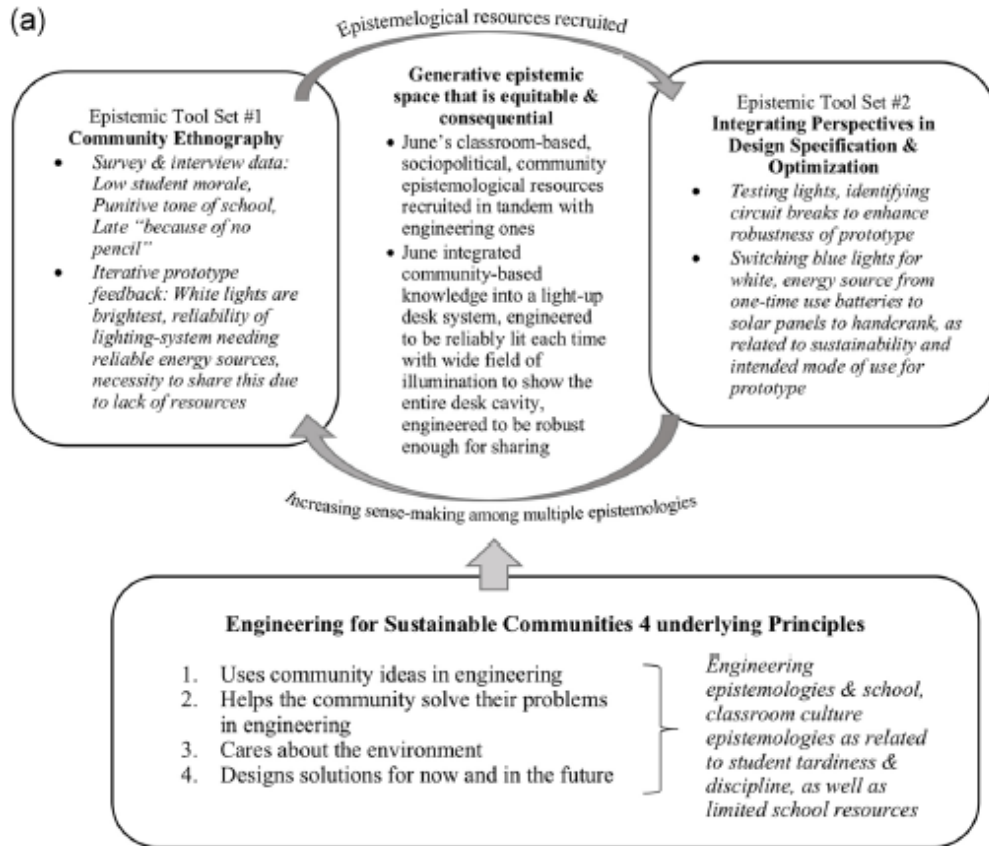 (a)
Epistemelogical resources recruited
Epistemic Tool Set #1
Community Ethnography
• Survey & interview data:
Low student morale,
Punitive tone of school,
Late “because of no
pencil”
• Iterative prototype
feedback: White lights are
brightest, reliability of
lighting-system needing
reliable energy sources,
necessity to share this due
to lack of resources
Generative epistemic
space that is equitable &
consequential
• June’s classroom-based,
sociopolitical, community
epistemological resources
recruited in tandem with
engineering ones
• June integrated
community-based
knowledge into a light-up
desk system, engineered
to be reliably lit each time
with wide field of
illumination to show the
entire desk cavity,
engineered to be robust
enough for sharing
Epistemic Tool Set #2
Integrating Perspectives in
Design Specification &
Optimization
• Testing lights, identifying
circuit breaks to enhance
robustness of prototype
• Switching blue lights for
white, energy source from
one-time use batteries to
solar panels to handcrank, as
related to sustainability and
intended mode of use for
prototype
Increasing sense-making among multiple epistemologies
Engineering for Sustainable Communities 4 underlying Principles
1. Uses community ideas in engineering
2. Helps the community solve their problems
in engineering
3. Cares about the environment
4. Designs solutions for now and in the future
Engineering
epistemologies & school,
classroom culture
epistemologies as related
to student tardiness &
discipline, as well as
limited school resources